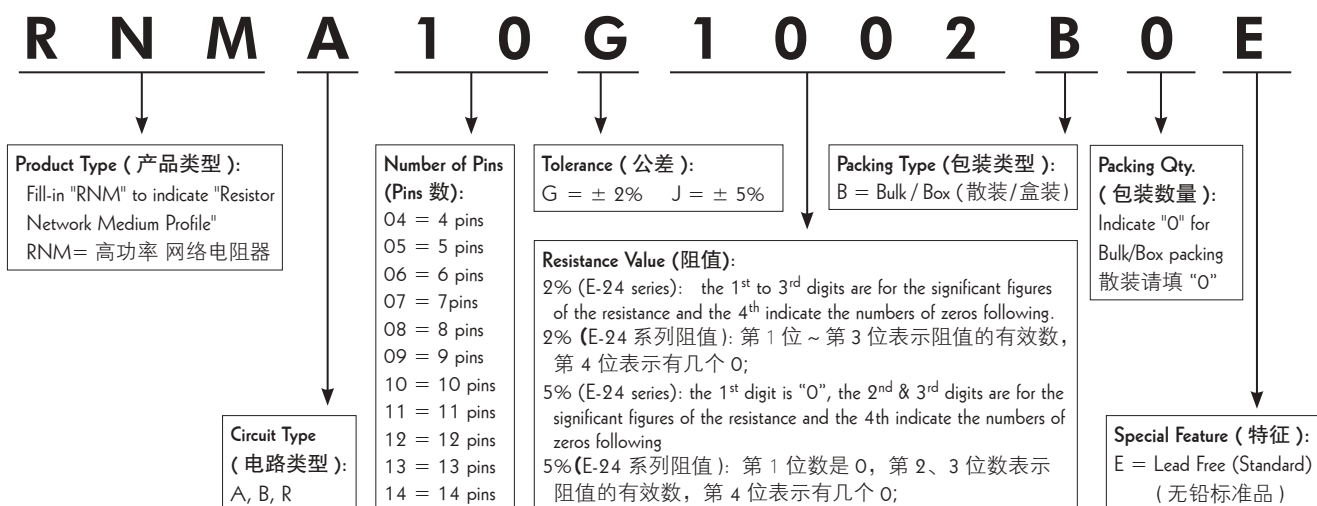 R N M A 1 0 G 1 0 0 2 B 0 E
Product Type ( 产品类型 ):
Fill-in "RNM" to indicate "Resistor
Network Medium Profile"
RNM= 高功率 网络电阻器
Circuit Type
( 电路类型 ):
A, B, R
Number of Pins
(Pins 数):
04 = 4 pins
05 = 5 pins
06 = 6 pins
07 = 7pins
08 = 8 pins
09 = 9 pins
10 = 10 pins
11 = 11 pins
12 = 12 pins
13 = 13 pins
14 = 14 pins
Tolerance ( 公差 ):
G = ± 2% J = ± 5%
Resistance Value (阻值):
2% (E-24 series): the 1st to 3rd digits are for the significant figures
of the resistance and the 4th indicate the numbers of zeros following.
2% (E-24 系列阻值 ): 第 1 位 ~ 第 3 位表示阻值的有效数,
第 4 位表示有几个 0;
5% (E-24 series): the 1st digit is “0”, the 2nd & 3rd digits are for the
significant figures of the resistance and the 4th indicate the numbers of
zeros following
5%(E-24 系列阻值 ): 第 1 位数是 0，第 2、3 位数表示
阻值的有效数，第 4 位表示有几个 0;
Packing Type (包装类型 ):
B = Bulk / Box ( 散装/盒装 )
Packing Qty.
( 包装数量 ):
Indicate "0" for
Bulk/Box packing
散装请填 “0”
Special Feature ( 特征 ):
E = Lead Free (Standard)
( 无铅标准品 )